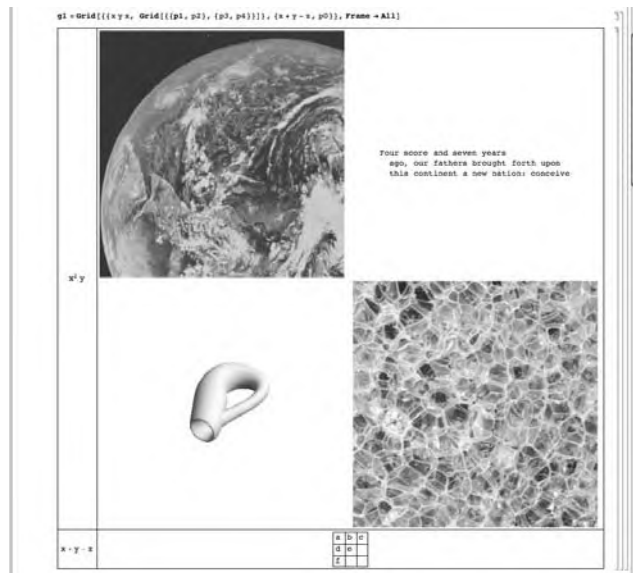 g1 = Grid[{{x y x, Grid[{{p1, p2}, {p3, p4}}]}, {x + y - z, p0}}, Frame → All]
Four score and seven years
ago, our fathers brought forth upon
this continent a new nation: conceive
x² y
a b c
d e
f
x + y - z